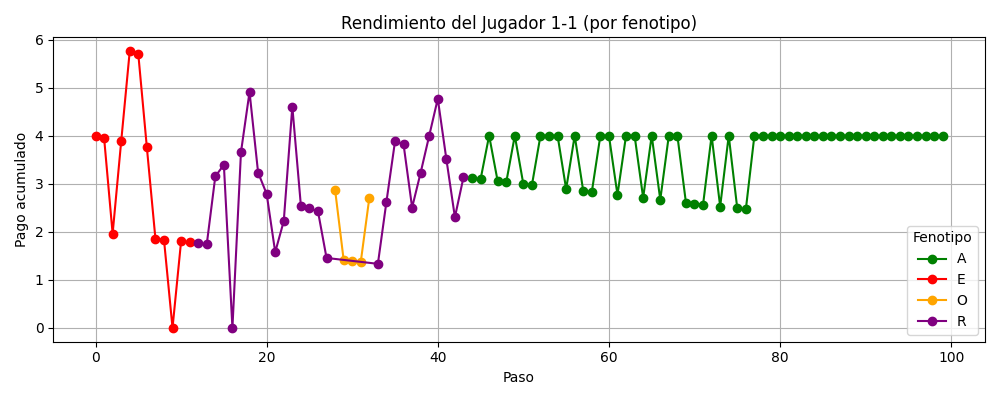 Rendimiento del Jugador 1-1 (por fenotipo)
Pago acumulado
6
5
4
3
2
1
0
0
20
40
60
80
100
Paso
Fenotipo
A
E
O
R